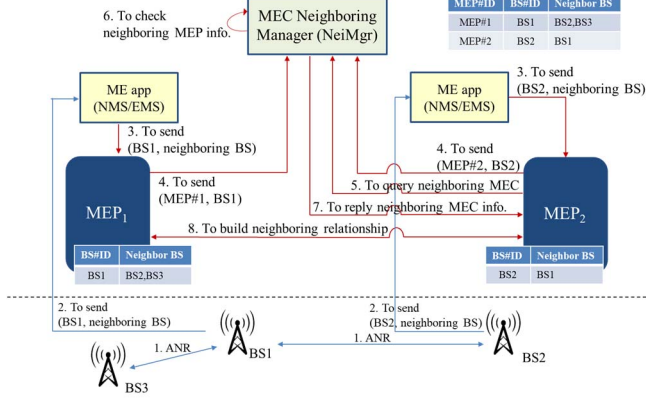 MEP#ID BS#ID Neighbor BS
MEP#1 BS1 BS2,BS3
MEP#2 BS2 BS1
6. To check
neighboring MEP info.
MEC Neighboring
Manager (NeiMgr)
ME app
(NMS/EMS)
ME app
(NMS/EMS)
3. To send
(BS2, neighboring BS)
3. To send
(BS1, neighboring BS)
4. To send
(MEP#1, BS1)
4. To send
(MEP#2, BS2)
5. To query neighboring MEC
7. To reply neighboring MEC info.
8. To build neighboring relationship
MEP1
MEP2
BS#ID Neighbor BS
BS1 BS2,BS3
BS#ID Neighbor BS
BS2 BS1
2. To send
(BS1, neighboring BS)
2. To send
(BS2, neighboring BS)
1. ANR
1. ANR
BS3
BS1
BS2